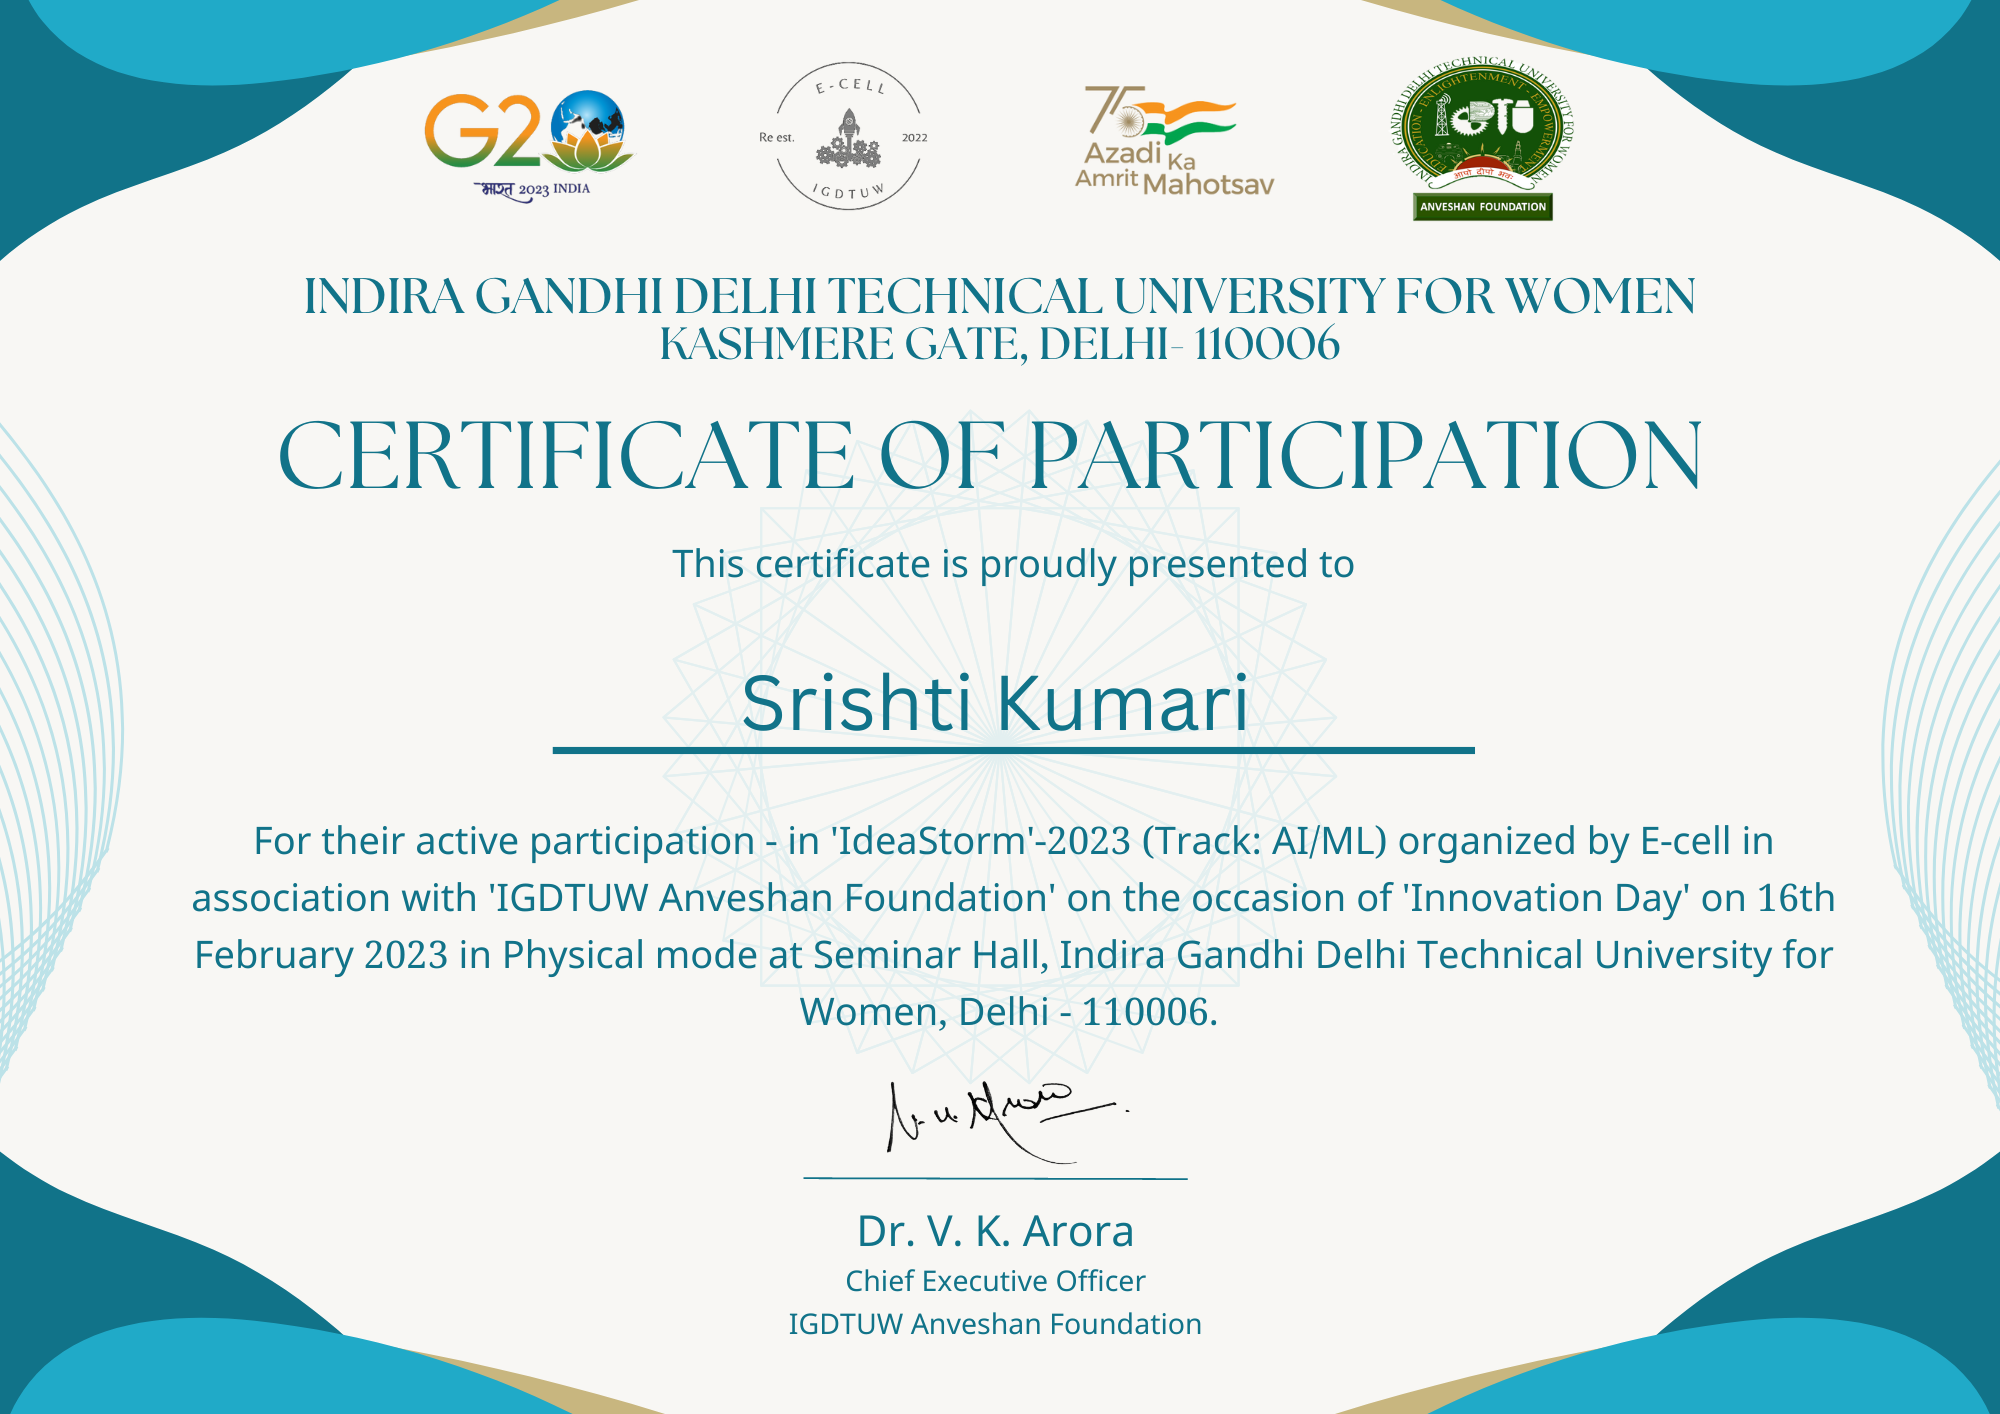 G20
भारत 2023 INDIA
E-CELL
Re est. 2022
IGDTUW
75
Azadi Ka
Amrit Mahotsav
INDIRA GANDHI DELHI TECHNICAL UNIVERSITY FOR WOMEN
EDUCATION - ENLIGHTENMENT - EMPOWERMENT
आपो दीपो भवः
ANVESHAN FOUNDATION
INDIRA GANDHI DELHI TECHNICAL UNIVERSITY FOR WOMEN
KASHMERE GATE, DELHI- 110006
CERTIFICATE OF PARTICIPATION
This certificate is proudly presented to
Srishti Kumari
For their active participation - in 'IdeaStorm'-2023 (Track: AI/ML) organized by E-cell in
association with 'IGDTUW Anveshan Foundation' on the occasion of 'Innovation Day' on 16th
February 2023 in Physical mode at Seminar Hall, Indira Gandhi Delhi Technical University for
Women, Delhi - 110006.
Dr. V. K. Arora
Chief Executive Officer
IGDTUW Anveshan Foundation